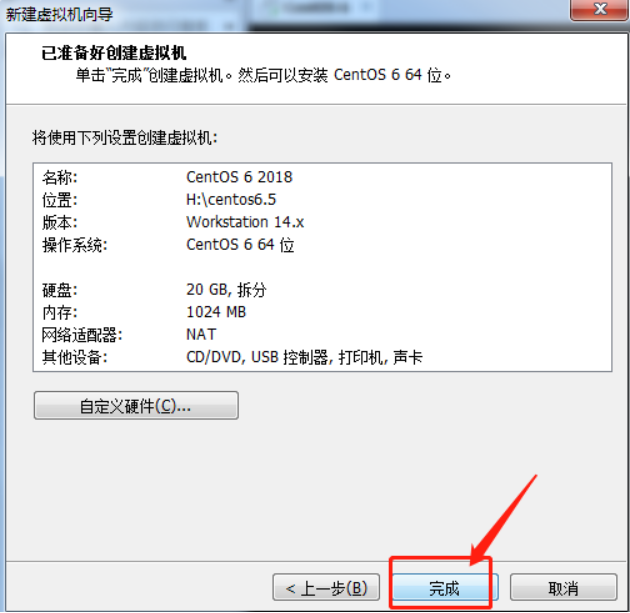 新建虚拟机向导
已准备好创建虚拟机
单击"完成"创建虚拟机。然后可以安装 CentOS 6 64 位。
将使用下列设置创建虚拟机:
名称: CentOS 6 2018
位置: H:\centos6.5
版本: Workstation 14.x
操作系统: CentOS 6 64 位
硬盘: 20 GB, 拆分
内存: 1024 MB
网络适配器: NAT
其他设备: CD/DVD, USB 控制器, 打印机, 声卡
自定义硬件(C)...
< 上一步(B) 完成 取消